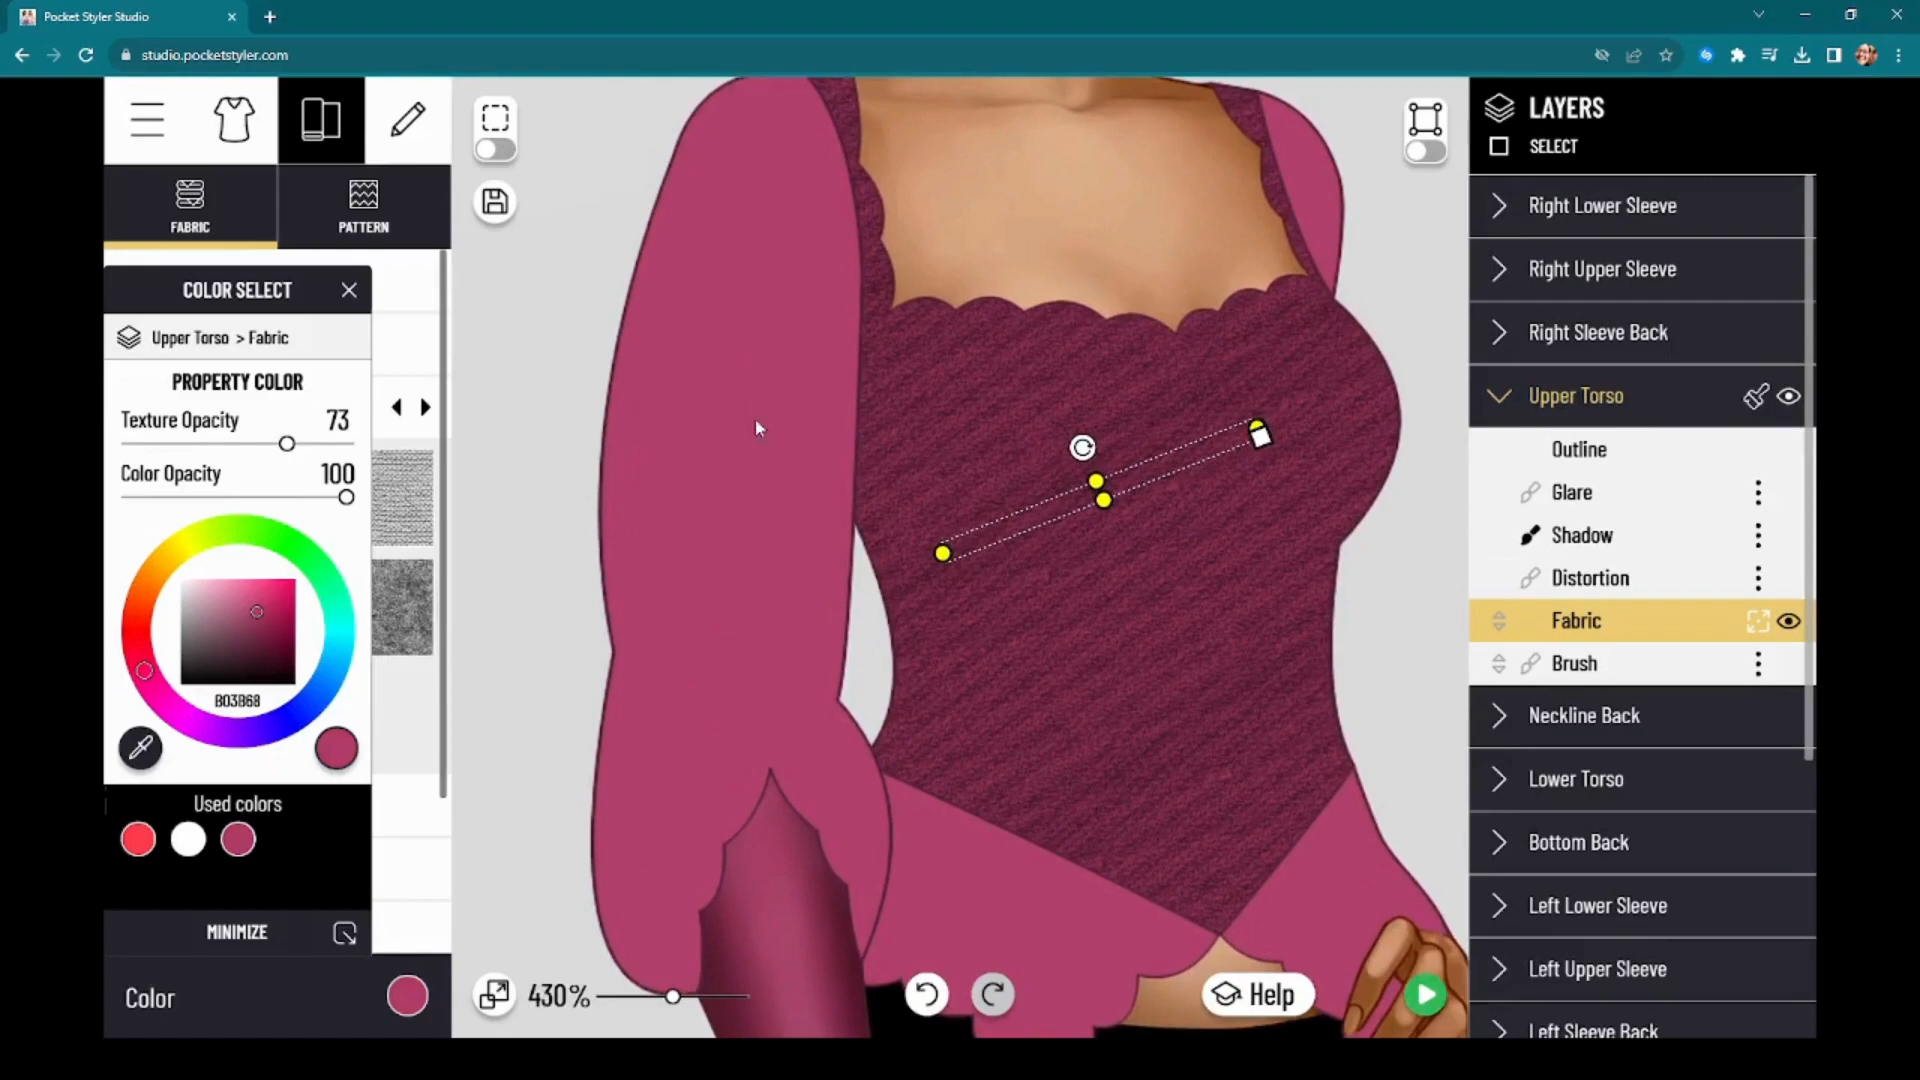 Pocket Styler Studio
studio.pocketstyler.com
FABRIC
PATTERN
COLOR SELECT
Upper Torso > Fabric
PROPERTY COLOR
Texture Opacity 73
Color Opacity 100
B03B68
Used colors
MINIMIZE
Color
430%
Help
LAYERS
SELECT
Right Lower Sleeve
Right Upper Sleeve
Right Sleeve Back
Upper Torso
Outline
Glare
Shadow
Distortion
Fabric
Brush
Neckline Back
Lower Torso
Bottom Back
Left Lower Sleeve
Left Upper Sleeve
Left Sleeve Back